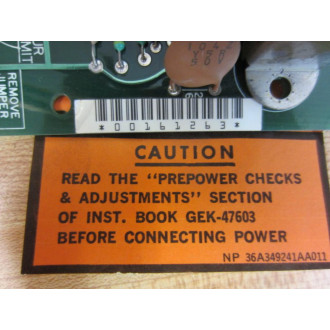 REMOVE
JUMPER
*00161263*
CAUTION
READ THE "PREPOWER CHECKS
& ADJUSTMENTS" SECTION
OF INST. BOOK GEK-47603
BEFORE CONNECTING POWER
NP 36A349241AA011